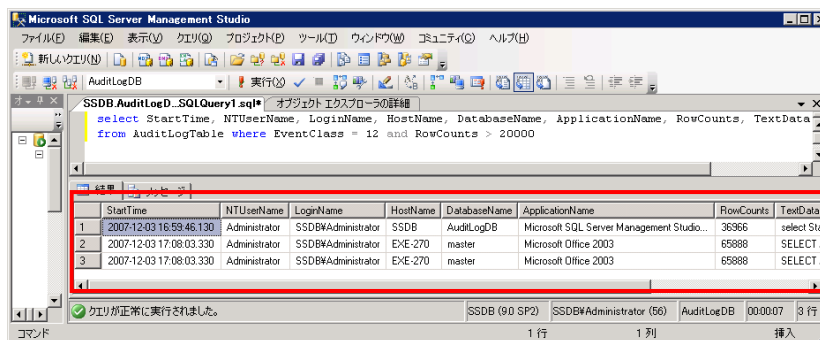 Microsoft SQL Server Management Studio
ファイル(F) 編集(E) 表示(V) クエリ(Q) プロジェクト(P) ツール(T) ウィンドウ(W) コミュニティ(C) ヘルプ(H)
新しいクエリ(N)
AuditLogDB 実行(X)
SSDB.AuditLogD...SQLQuery1.sql* オブジェクト エクスプローラの詳細
select StartTime, NTUserName, LoginName, HostName, DatabaseName, ApplicationName, RowCounts, TextData
from AuditLogTable where EventClass = 12 and RowCounts > 20000
結果 メッセージ
StartTime NTUserName LoginName HostName DatabaseName ApplicationName RowCounts TextData
1 2007-12-03 16:59:46.130 Administrator SSDB¥Administrator SSDB AuditLogDB Microsoft SQL Server Management Studio... 36966 select Sta
2 2007-12-03 17:08:03.330 Administrator SSDB¥Administrator EXE-270 master Microsoft Office 2003 65888 SELECT
3 2007-12-03 17:08:03.330 Administrator SSDB¥Administrator EXE-270 master Microsoft Office 2003 65888 SELECT
クエリが正常に実行されました。 SSDB (9.0 SP2) SSDB¥Administrator (56) AuditLogDB 00:00:07 3 行
コマンド 1 行 1 列 挿入